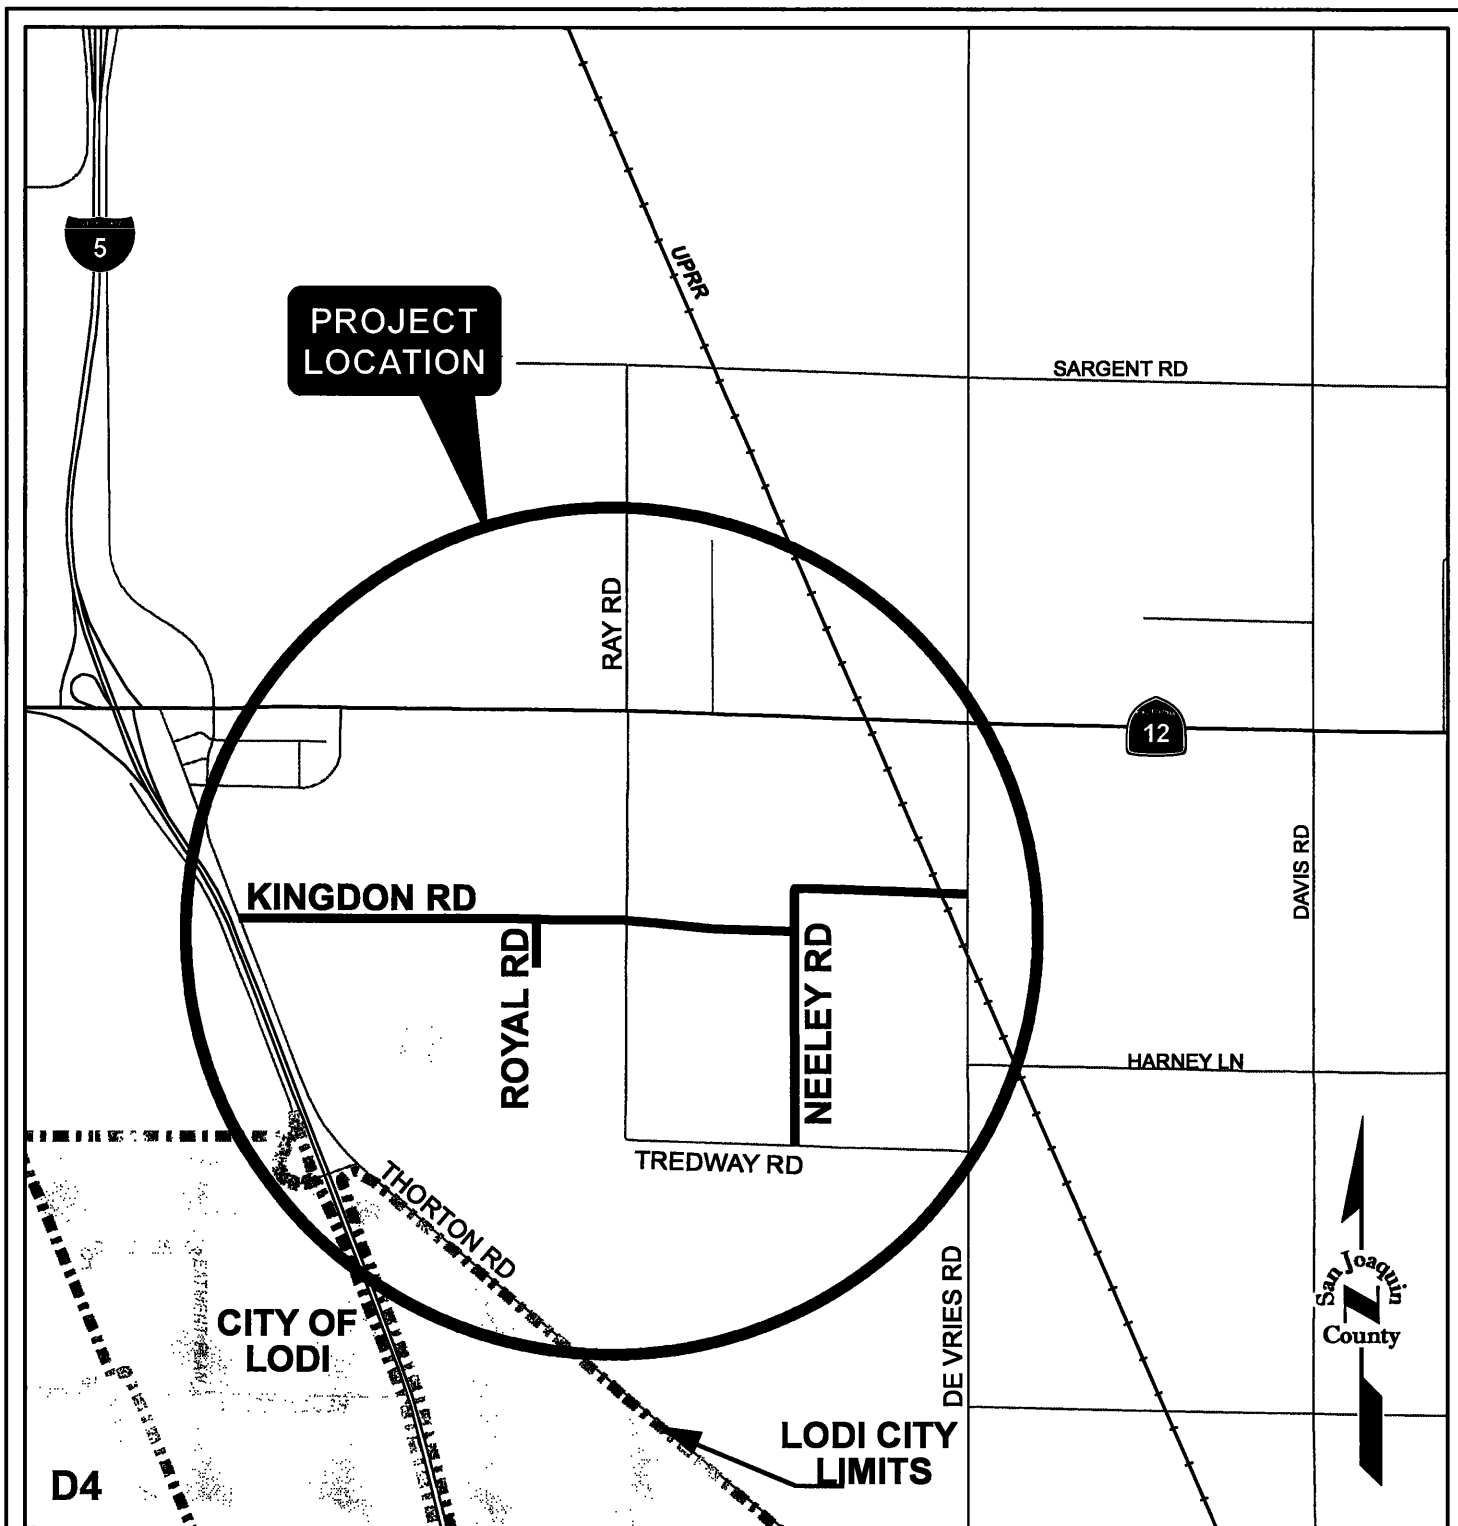 5
UPRR
PROJECT
LOCATION
SARGENT RD
RAY RD
12
DAVIS RD
KINGDON RD
ROYAL RD
NEELEY RD
HARNEY LN
TREDWAY RD
THORTON RD
San Joaquin
County
DE VRIES RD
CITY OF
LODI
LODI CITY
LIMITS
D4